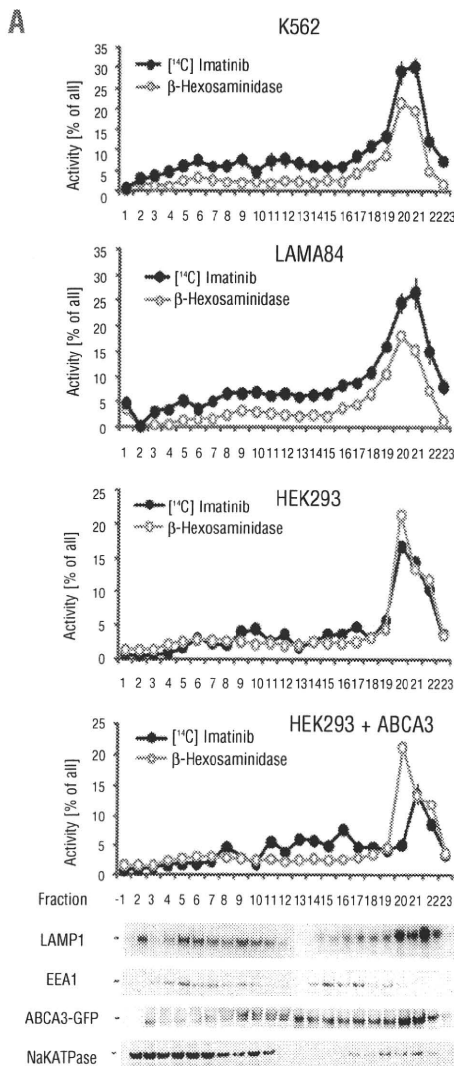 A
K562
[¹⁴C] Imatinib
β-Hexosaminidase
Activity [% of all]
35
30
25
20
15
10
5
0
1 2 3 4 5 6 7 8 9 10 11 12 13 14 15 16 17 18 19 20 21 22 23
LAMA84
[¹⁴C] Imatinib
β-Hexosaminidase
Activity [% of all]
35
30
25
20
15
10
5
0
1 2 3 4 5 6 7 8 9 10 11 12 13 14 15 16 17 18 19 20 21 22 23
HEK293
[¹⁴C] Imatinib
β-Hexosaminidase
Activity [% of all]
25
20
15
10
5
0
1 2 3 4 5 6 7 8 9 10 11 12 13 14 15 16 17 18 19 20 21 22 23
HEK293 + ABCA3
[¹⁴C] Imatinib
β-Hexosaminidase
Activity [% of all]
25
20
15
10
5
0
Fraction -1 2 3 4 5 6 7 8 9 10 11 12 13 14 15 16 17 18 19 20 21 22 23
LAMP1
EEA1
ABCA3-GFP
NaKATPase